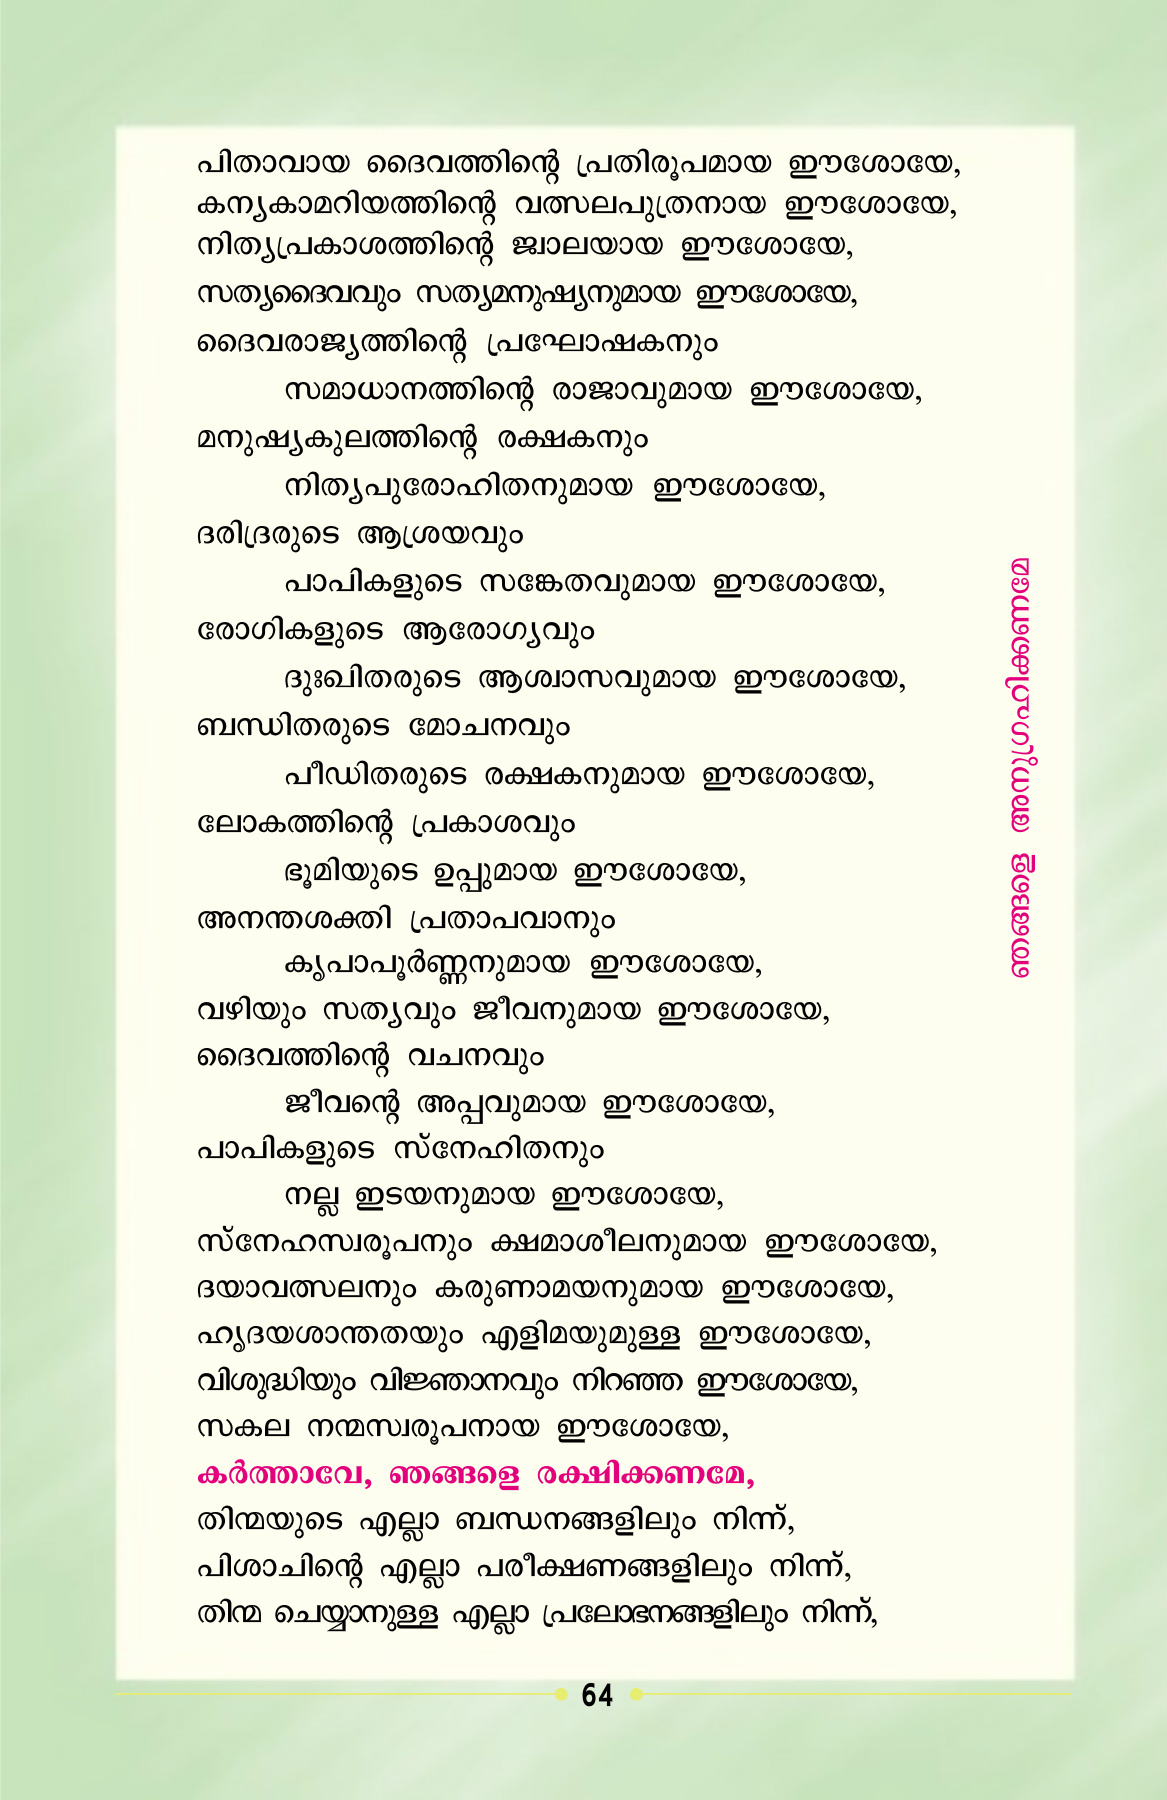 പിതാവായ ദൈവത്തിന്റെ പ്രതിരൂപമായ ഈശോയേ,
കന്യകാമറിയത്തിന്റെ വത്സലപുത്രനായ ഈശോയേ,
നിത്യപ്രകാശത്തിന്റെ ജ്വാലയായ ഈശോയേ,
സത്യദൈവവും സത്യമനുഷ്യനുമായ ഈശോയേ,
ദൈവരാജ്യത്തിന്റെ പ്രഘോഷകനും
സമാധാനത്തിന്റെ രാജാവുമായ ഈശോയേ,
മനുഷ്യകുലത്തിന്റെ രക്ഷകനും
നിത്യപുരോഹിതനുമായ ഈശോയേ,
ദരിദ്രരുടെ ആശ്രയവും
പാപികളുടെ സങ്കേതവുമായ ഈശോയേ,
രോഗികളുടെ ആരോഗ്യവും
ദുഃഖിതരുടെ ആശ്വാസവുമായ ഈശോയേ,
ബന്ധിതരുടെ മോചനവും
പീഡിതരുടെ രക്ഷകനുമായ ഈശോയേ,
ലോകത്തിന്റെ പ്രകാശവും
ഭൂമിയുടെ ഉപ്പുമായ ഈശോയേ,
അനന്തശക്തി പ്രതാപവാനും
കൃപാപൂർണ്ണനുമായ ഈശോയേ,
വഴിയും സത്യവും ജീവനുമായ ഈശോയേ,
ദൈവത്തിന്റെ വചനവും
ജീവന്റെ അപ്പവുമായ ഈശോയേ,
പാപികളുടെ സ്നേഹിതനും
നല്ല ഇടയനുമായ ഈശോയേ,
സ്നേഹസ്വരൂപനും ക്ഷമാശീലനുമായ ഈശോയേ,
ദയാവത്സലനും കരുണാമയനുമായ ഈശോയേ,
ഹൃദയശാന്തതയും എളിമയുമുള്ള ഈശോയേ,
വിശുദ്ധിയും വിജ്ഞാനവും നിറഞ്ഞ ഈശോയേ,
സകല നന്മസ്വരൂപനായ ഈശോയേ,
ഞങ്ങളെ അനുഗ്രഹിക്കണമേ
കർത്താവേ, ഞങ്ങളെ രക്ഷിക്കണമേ,
തിന്മയുടെ എല്ലാ ബന്ധനങ്ങളിലും നിന്ന്,
പിശാചിന്റെ എല്ലാ പരീക്ഷണങ്ങളിലും നിന്ന്,
തിന്മ ചെയ്യാനുള്ള എല്ലാ പ്രലോഭനങ്ങളിലും നിന്ന്,
64